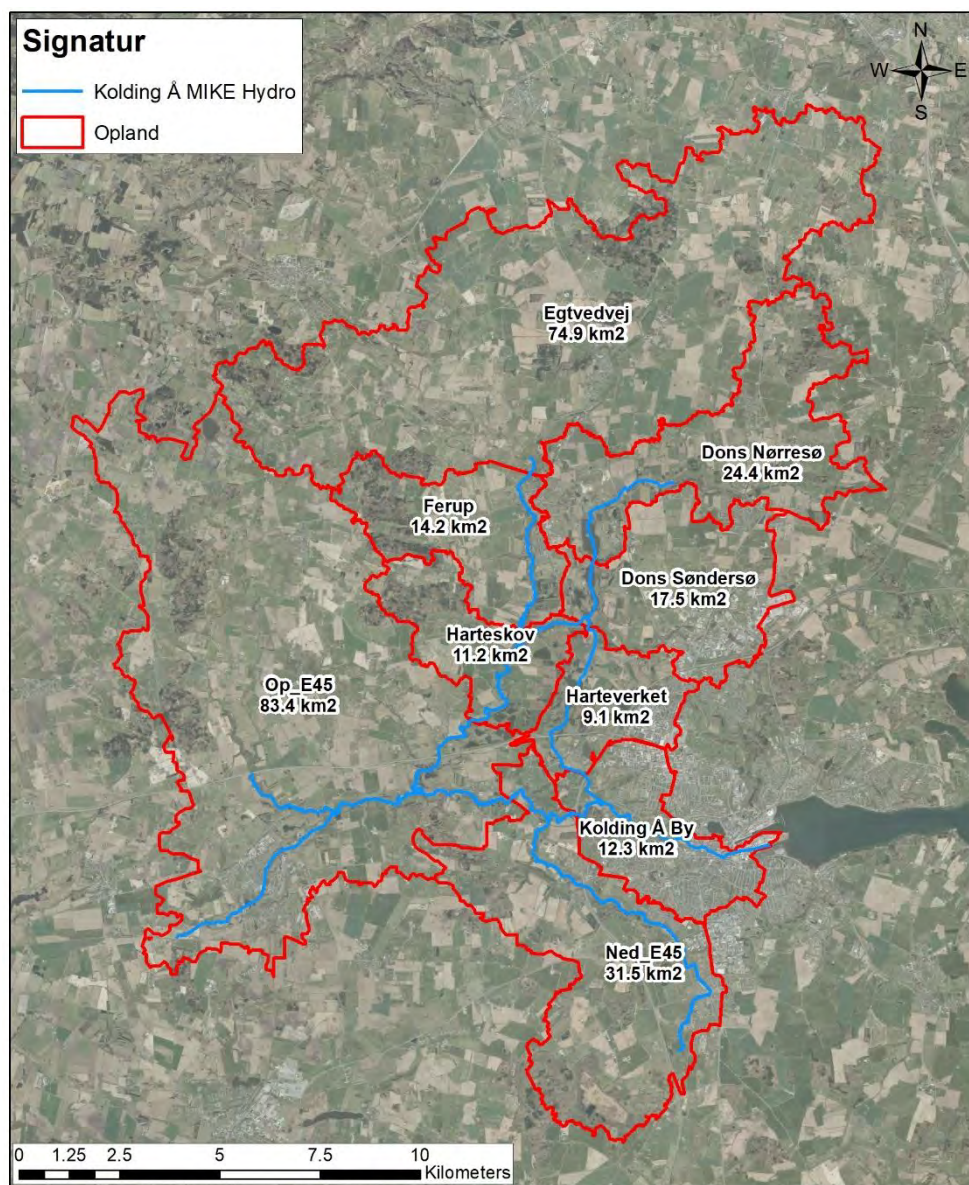 Signatur
Kolding Å MIKE Hydro
Opland
N
W E
S
Egtvedvej
74.9 km2
Dons Nørresø
24.4 km2
Ferup
14.2 km2
Dons Søndersø
17.5 km2
Harteskov
11.2 km2
Op_E45
83.4 km2
Harteverket
9.1 km2
Kolding Å By
12.3 km2
Ned_E45
31.5 km2
0 1.25 2.5 5 7.5 10
Kilometers